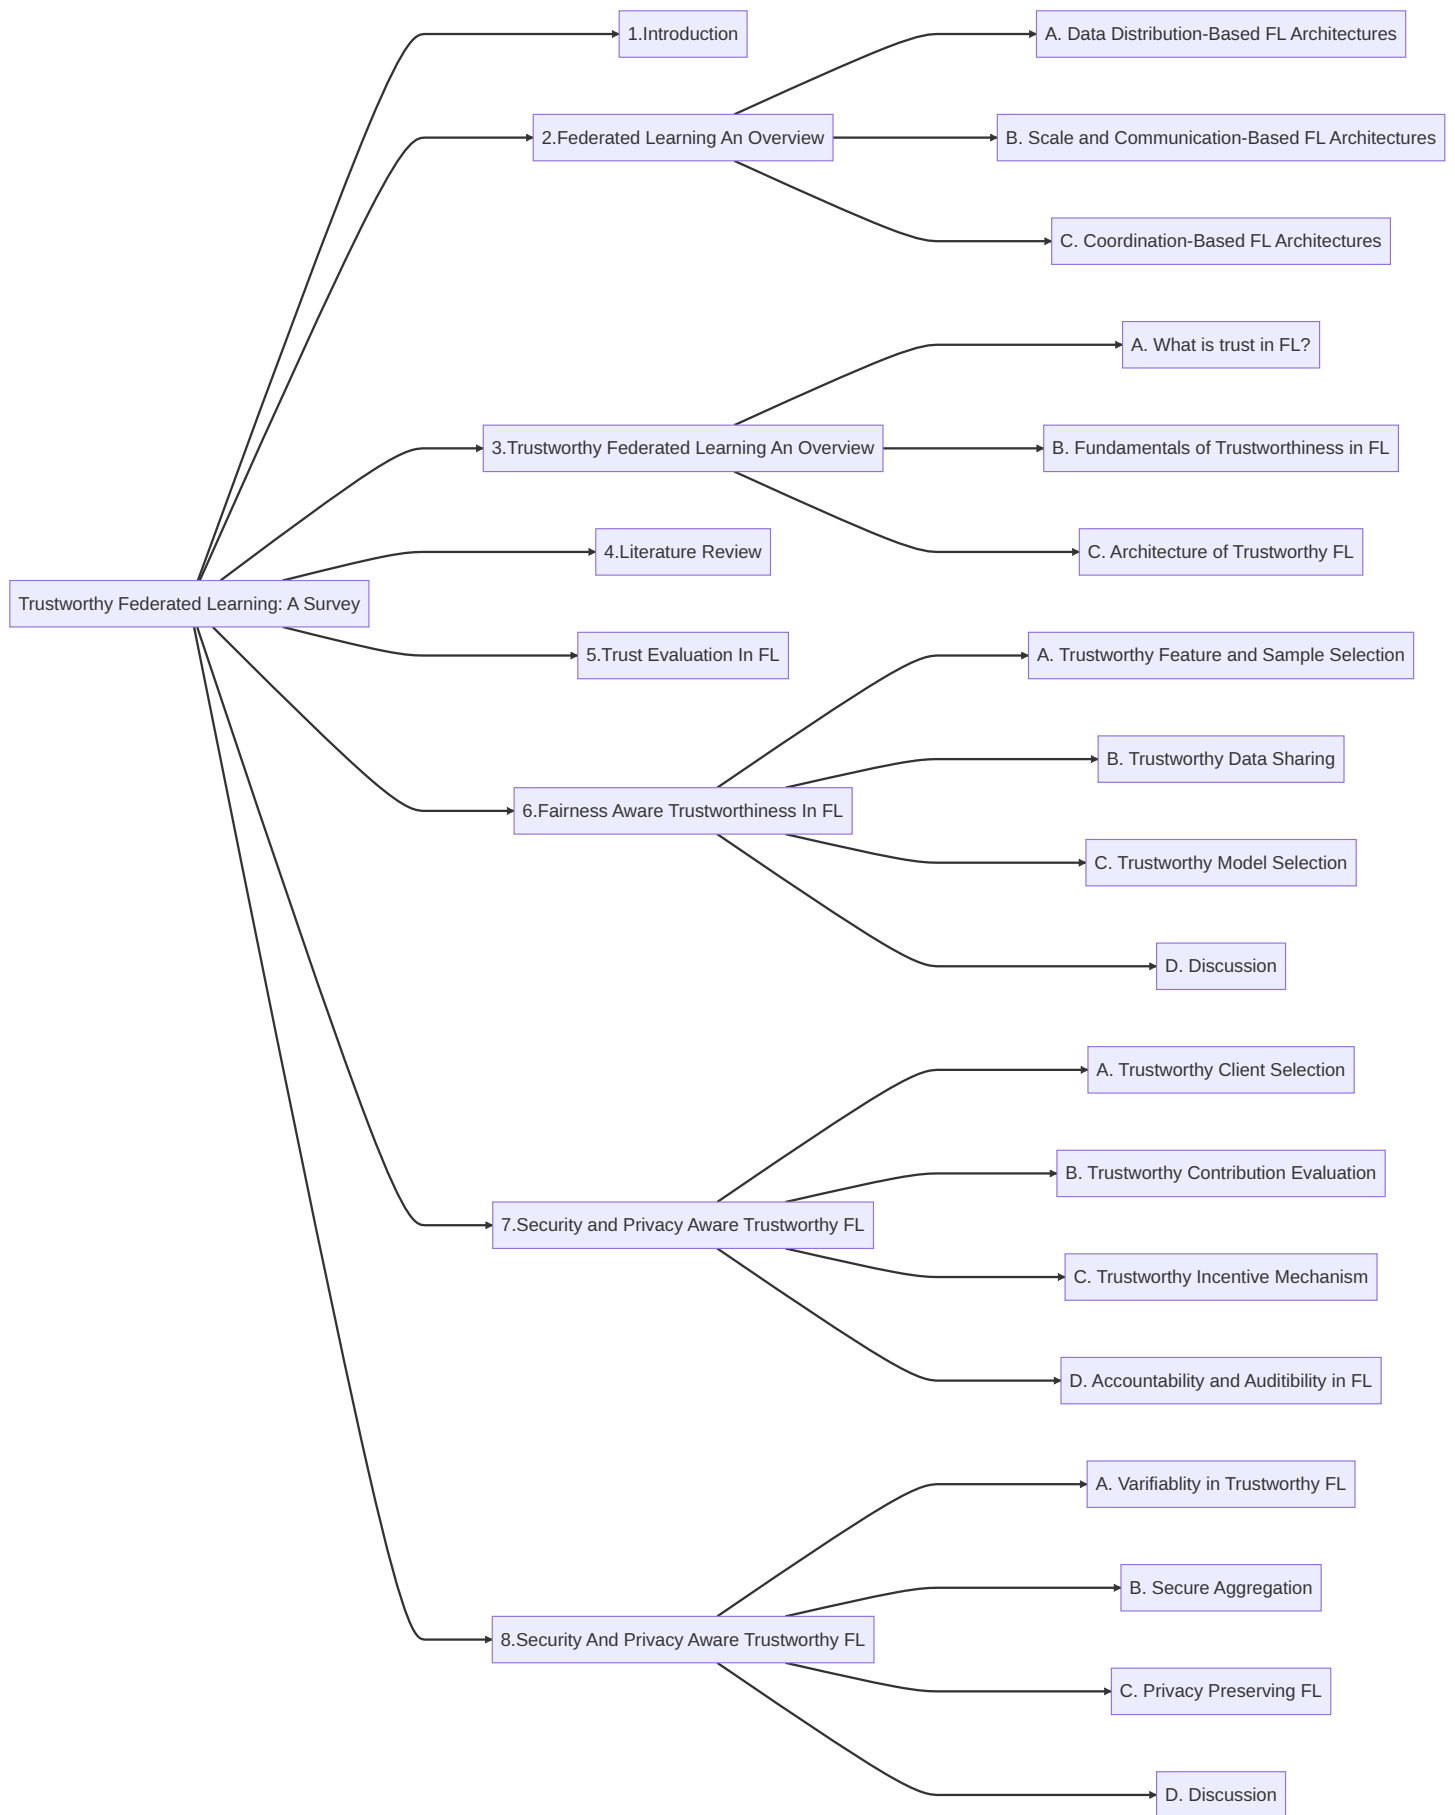 Trustworthy Federated Learning: A Survey
1.Introduction
2.Federated Learning An Overview
A. Data Distribution-Based FL Architectures
B. Scale and Communication-Based FL Architectures
C. Coordination-Based FL Architectures
3.Trustworthy Federated Learning An Overview
A. What is trust in FL?
B. Fundamentals of Trustworthiness in FL
C. Architecture of Trustworthy FL
4.Literature Review
5.Trust Evaluation In FL
6.Fairness Aware Trustworthiness In FL
A. Trustworthy Feature and Sample Selection
B. Trustworthy Data Sharing
C. Trustworthy Model Selection
D. Discussion
7.Security and Privacy Aware Trustworthy FL
A. Trustworthy Client Selection
B. Trustworthy Contribution Evaluation
C. Trustworthy Incentive Mechanism
D. Accountability and Auditibility in FL
8.Security And Privacy Aware Trustworthy FL
A. Varifiablity in Trustworthy FL
B. Secure Aggregation
C. Privacy Preserving FL
D. Discussion